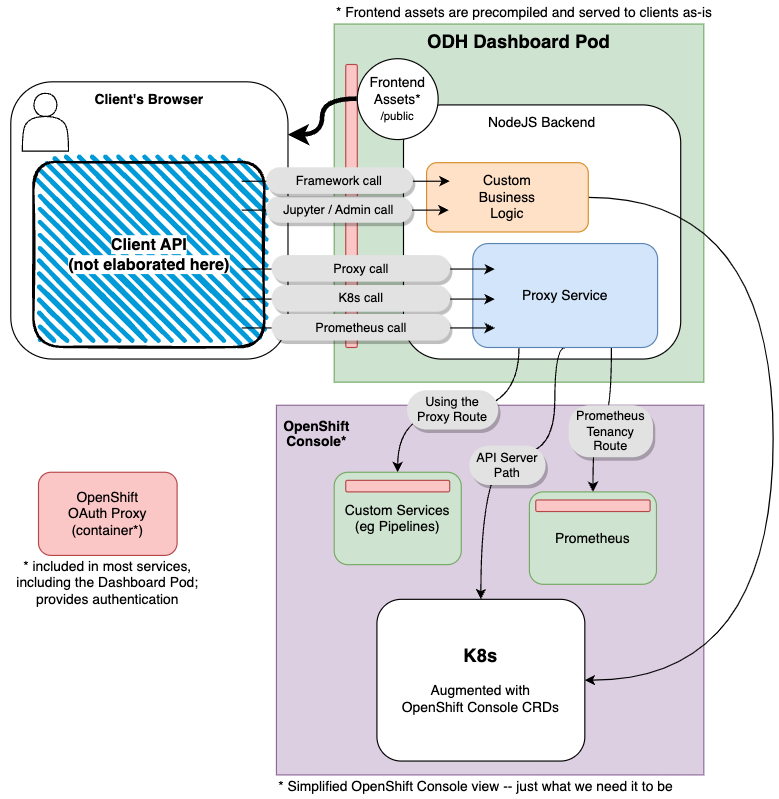 * Frontend assets are precompiled and served to clients as-is
ODH Dashboard Pod
Frontend
Assets*
/public
Client's Browser
NodeJS Backend
Framework call
Custom
Business
Logic
Jupyter / Admin call
Client API
(not elaborated here)
Proxy call
K8s call
Prometheus call
Proxy Service
Using the
Proxy Route
Prometheus
Tenancy
Route
OpenShift
Console*
API Server
Path
OpenShift
OAuth Proxy
(container*)
Custom Services
(eg Pipelines)
Prometheus
* included in most services,
including the Dashboard Pod;
provides authentication
K8s
Augmented with
OpenShift Console CRDs
* Simplified OpenShift Console view -- just what we need it to be